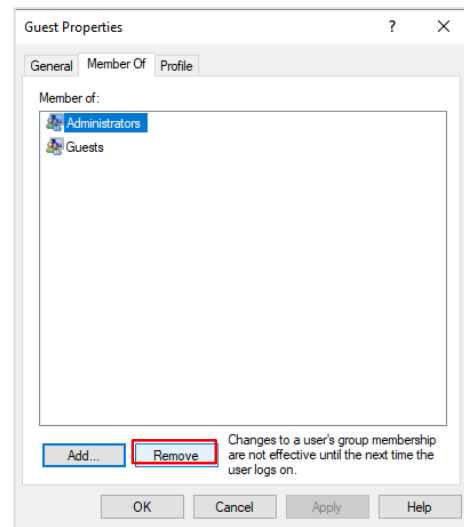 Guest Properties ? ×
General Member Of Profile
Member of:
Administrators
Guests
Add... Remove
Changes to a user's group membership
are not effective until the next time the
user logs on.
OK Cancel Apply Help